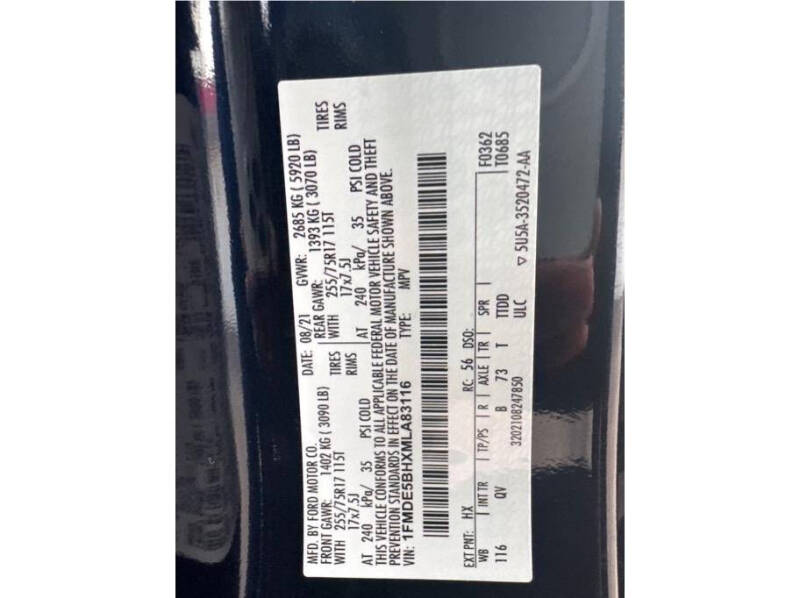 MFD. BY FORD MOTOR CO.
DATE: 08/21 GVWR: 2685 KG ( 5920 LB)
FRONT GAWR: 1402 KG ( 3090 LB) REAR GAWR: 1393 KG ( 3070 LB)
WITH 255/75R17 115T TIRES WITH 255/75R17 115T TIRES
17x7.5J RIMS 17x7.5J RIMS
AT 240 kPa/ 35 PSI COLD AT 240 kPa/ 35 PSI COLD
THIS VEHICLE CONFORMS TO ALL APPLICABLE FEDERAL MOTOR VEHICLE SAFETY AND THEFT
PREVENTION STANDARDS IN EFFECT ON THE DATE OF MANUFACTURE SHOWN ABOVE.
VIN: 1FMDE5BHXMLA83116 TYPE: MPV
F0362
T0685
EXT PNT: HX RC: 56 DSO:
WB INT TR TP/PS R AXLE TR SPR
116 QV B 73 T TTDD
3202108247850 ULC
▽ 5U5A-3520472-AA